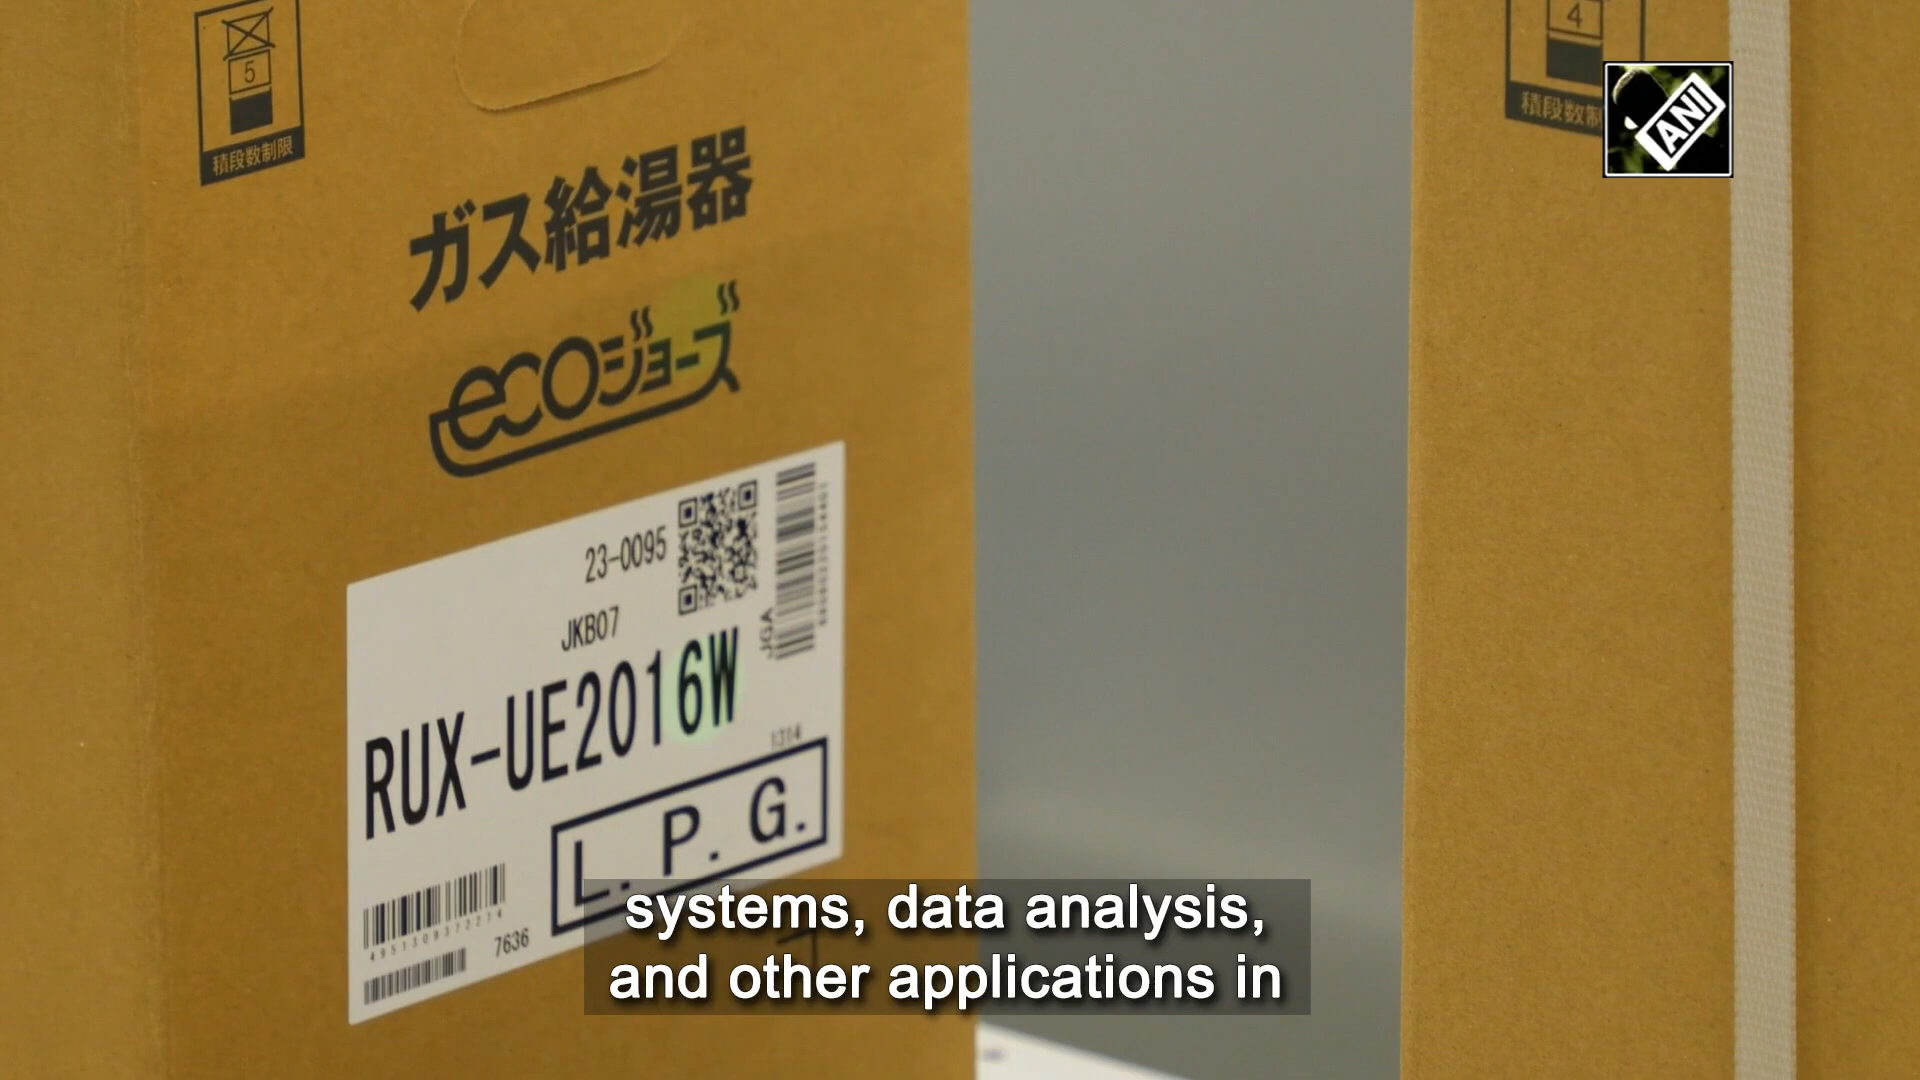 5
積段数制限
4
積段数制
ANI
ガス給湯器
ecoジョーズ
23-0095
JKB07
JGA
RUX-UE2016W
1314
L. P. G.
4951309372274
7636
systems, data analysis,
and other applications in